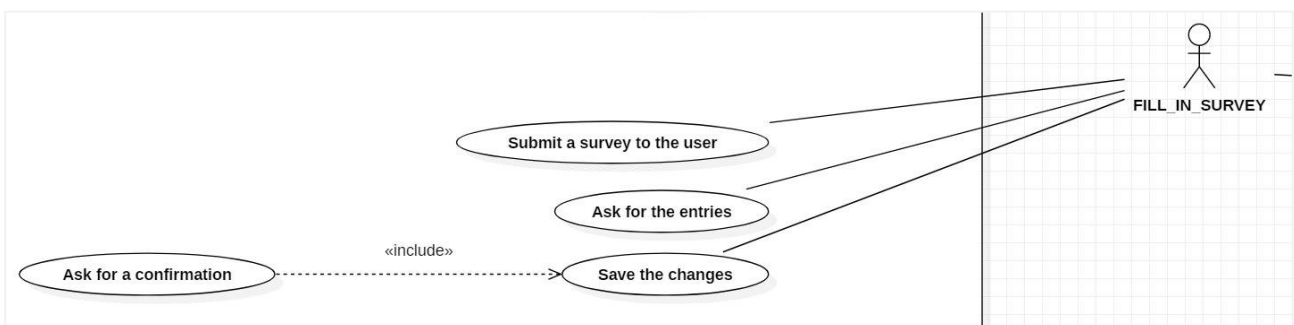 FILL_IN_SURVEY
Submit a survey to the user
Ask for the entries
«include»
Ask for a confirmation
Save the changes